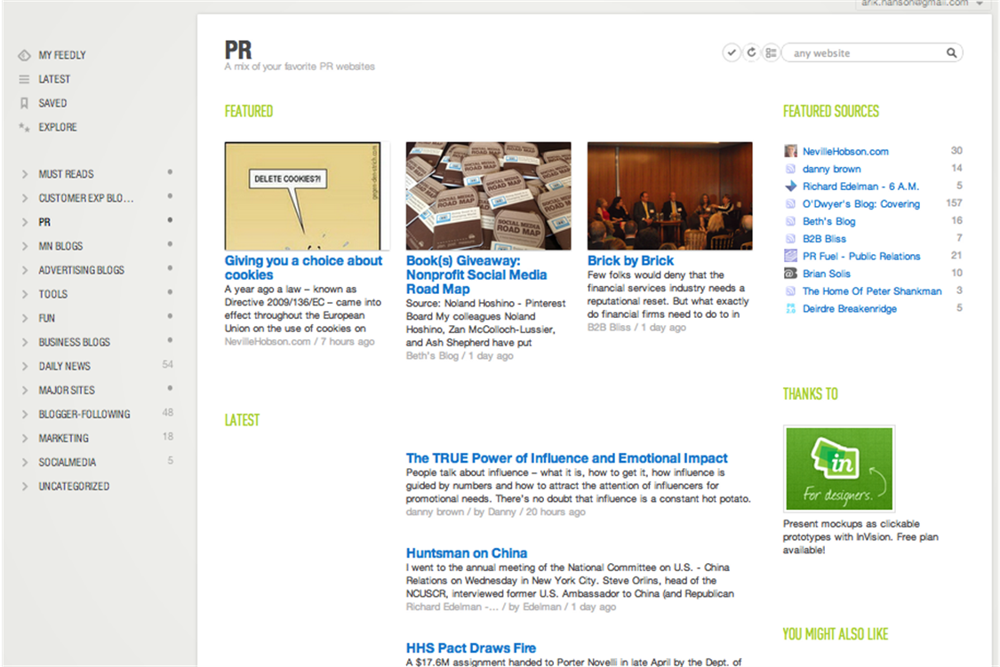 arik.hanson@gmail.com
MY FEEDLY
LATEST
SAVED
EXPLORE
MUST READS
CUSTOMER EXP BLO...
PR
MN BLOGS
ADVERTISING BLOGS
TOOLS
FUN
BUSINESS BLOGS
DAILY NEWS 54
MAJOR SITES
BLOGGER-FOLLOWING 48
MARKETING 18
SOCIALMEDIA 5
UNCATEGORIZED
PR
A mix of your favorite PR websites
any website
FEATURED
DELETE COOKIES?!
geek-and-poke.com
SOCIAL MEDIA
ROAD MAP
Giving you a choice about
cookies
A year ago a law – known as
Directive 2009/136/EC – came into
effect throughout the European
Union on the use of cookies on
NevilleHobson.com / 7 hours ago
Book(s) Giveaway:
Nonprofit Social Media
Road Map
Source: Noland Hoshino - Pinterest
Board My colleagues Noland
Hoshino, Zan McColloch-Lussier,
and Ash Shepherd have put
Beth's Blog / 1 day ago
Brick by Brick
Few folks would deny that the
financial services industry needs a
reputational reset. But what exactly
do financial firms need to do to in
B2B Bliss / 1 day ago
LATEST
The TRUE Power of Influence and Emotional Impact
People talk about influence – what it is, how to get it, how influence is
guided by numbers and how to attract the attention of influencers for
promotional needs. There's no doubt that influence is a constant hot potato.
danny brown / by Danny / 20 hours ago
Huntsman on China
I went to the annual meeting of the National Committee on U.S. - China
Relations on Wednesday in New York City. Steve Orlins, head of the
NCUSCR, interviewed former U.S. Ambassador to China (and Republican
Richard Edelman -... / by Edelman / 1 day ago
HHS Pact Draws Fire
A $17.6M assignment handed to Porter Novelli in late April by the Dept. of
FEATURED SOURCES
NevilleHobson.com 30
danny brown 14
Richard Edelman - 6 A.M. 5
O'Dwyer's Blog: Covering 157
Beth's Blog 16
B2B Bliss 7
PR Fuel - Public Relations 21
Brian Solis 10
The Home Of Peter Shankman 3
Deirdre Breakenridge 5
THANKS TO
in
For designers.
Present mockups as clickable
prototypes with InVision. Free plan
available!
YOU MIGHT ALSO LIKE